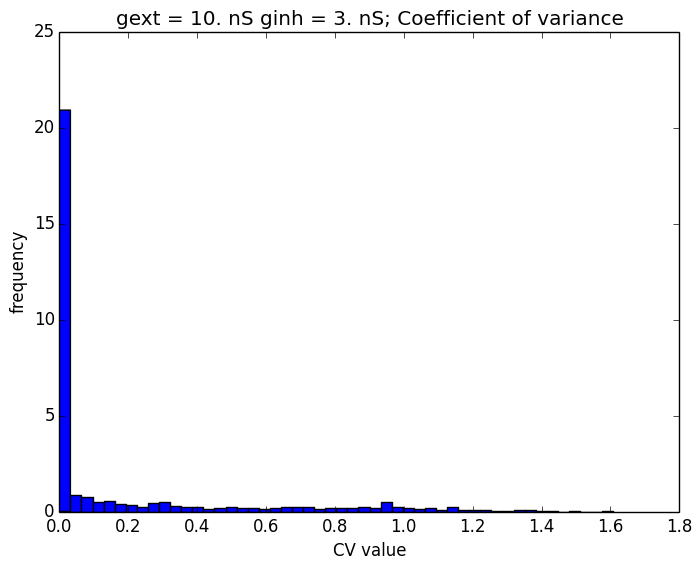 gext = 10. nS ginh = 3. nS; Coefficient of variance
25
20
15
10
5
0
frequency
0.0 0.2 0.4 0.6 0.8 1.0 1.2 1.4 1.6 1.8
CV value